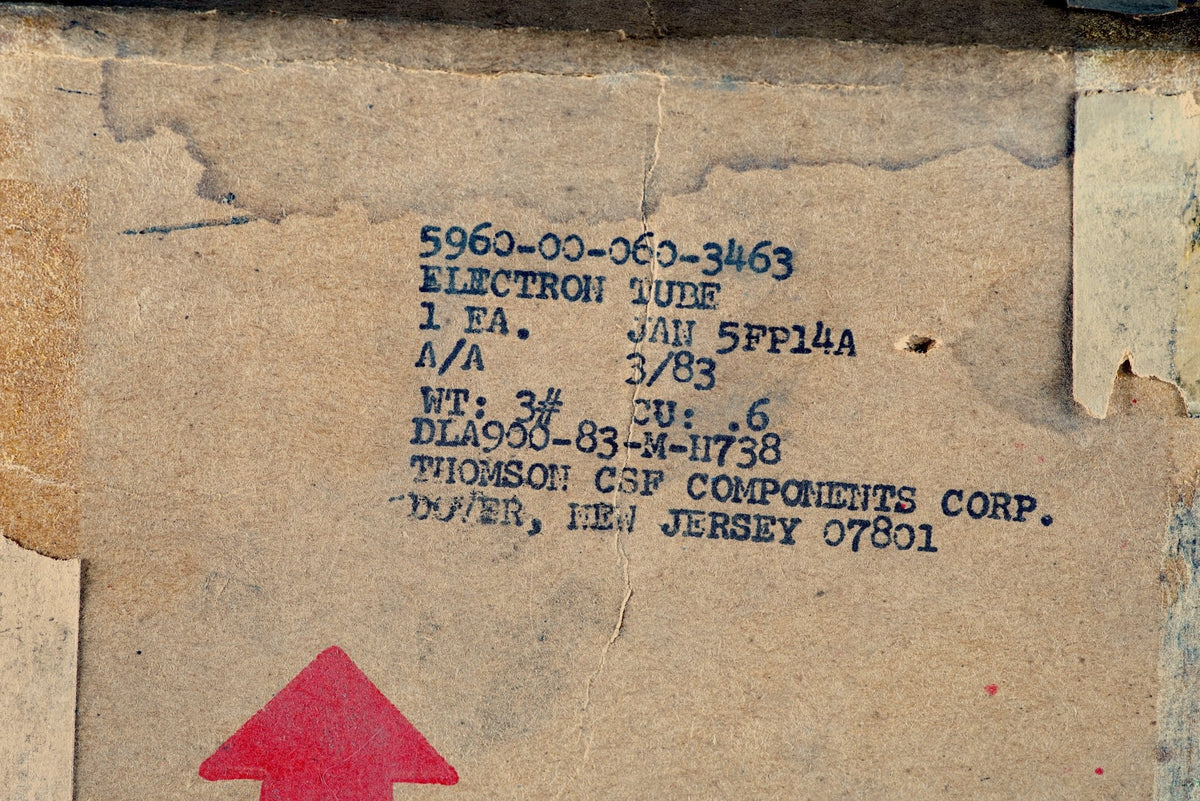 5960-00-060-3463
ELECTRON TUBE
1 EA. JAN 5FP14A
A/A 3/83
WT: 3# CU: .6
DLA900-83-M-H738
THOMSON CSF COMPONENTS CORP.
DOVER, NEW JERSEY 07801